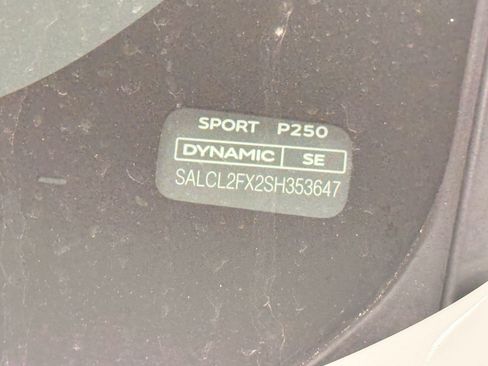 SPORT P250
DYNAMIC SE
SALCL2FX2SH353647